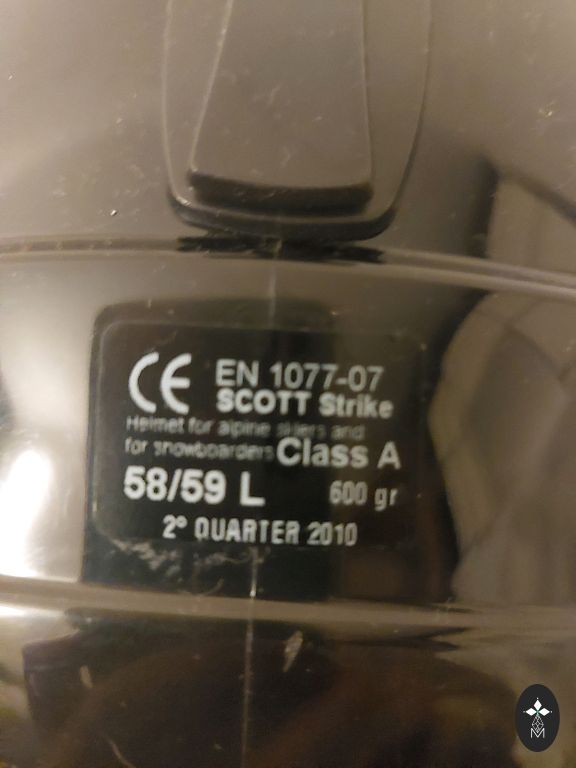 CE EN 1077-07
SCOTT Strike
Helmet for alpine skiers and
for snowboarders Class A
58/59 L 600 gr
2° QUARTER 2010
M